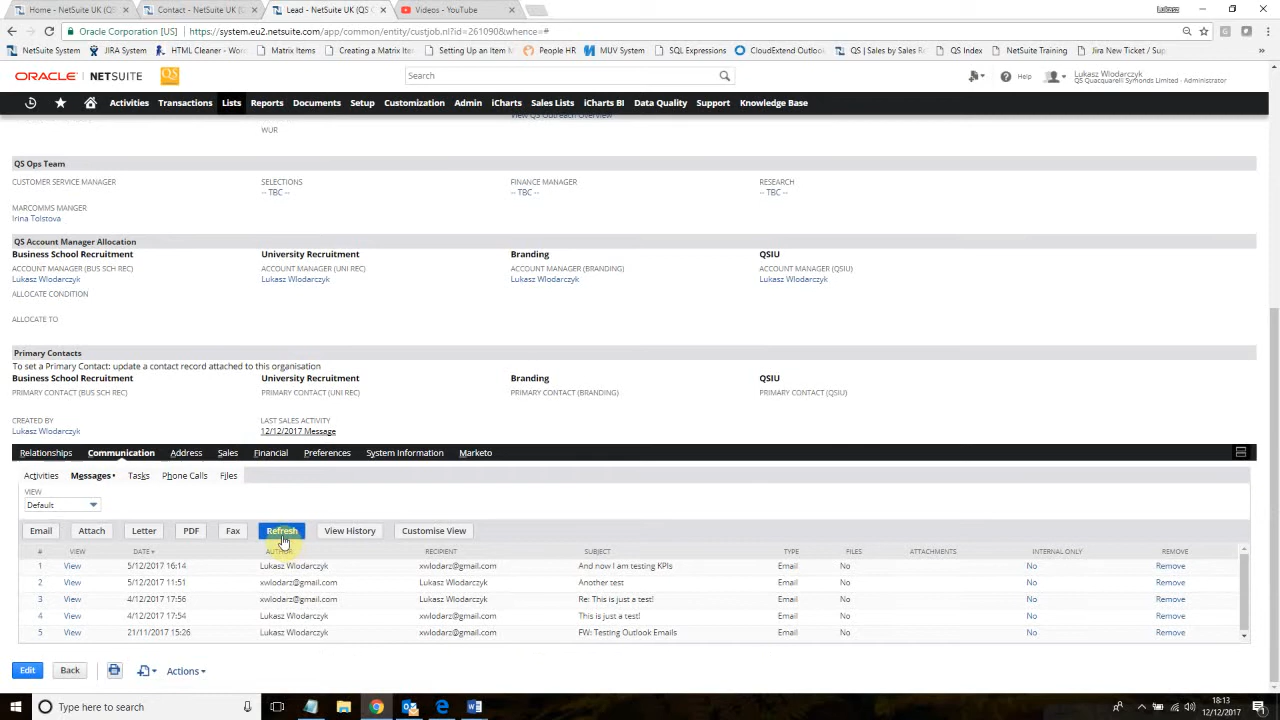 Home - NetSuite UK (QS Q
Contact - NetSuite UK (QS
Lead - NetSuite UK (QS Q
Videos - YouTube
Oracle Corporation [US] https://system.eu2.netsuite.com/app/common/entity/custjob.nl?id=261090&whence=#
NetSuite System JIRA System HTML Cleaner - Word Matrix Items Creating a Matrix Item Setting Up an Item M People HR MUV System SQL Expressions CloudExtend Outlook QS | Sales by Sales Re QS Index NetSuite Training Jira New Ticket / Sup
ORACLE NETSUITE QS
Search
Help
Lukasz Wlodarczyk
QS Quacquarelli Symonds Limited - Administrator
Activities Transactions Lists Reports Documents Setup Customization Admin iCharts Sales Lists iCharts BI Data Quality Support Knowledge Base
View QS Outreach Overview
WUR
QS Ops Team
CUSTOMER SERVICE MANAGER SELECTIONS FINANCE MANAGER RESEARCH
-- TBC -- -- TBC -- -- TBC --
MARCOMMS MANGER
Irina Tolstova
QS Account Manager Allocation
Business School Recruitment University Recruitment Branding QSIU
ACCOUNT MANAGER (BUS SCH REC) ACCOUNT MANAGER (UNI REC) ACCOUNT MANAGER (BRANDING) ACCOUNT MANAGER (QSIU)
Lukasz Wlodarczyk Lukasz Wlodarczyk Lukasz Wlodarczyk Lukasz Wlodarczyk
ALLOCATE CONDITION
ALLOCATE TO
Primary Contacts
To set a Primary Contact: update a contact record attached to this organisation
Business School Recruitment University Recruitment Branding QSIU
PRIMARY CONTACT (BUS SCH REC) PRIMARY CONTACT (UNI REC) PRIMARY CONTACT (BRANDING) PRIMARY CONTACT (QSIU)
CREATED BY LAST SALES ACTIVITY
Lukasz Wlodarczyk 12/12/2017 Message
Relationships Communication Address Sales Financial Preferences System Information Marketo
Activities Messages • Tasks Phone Calls Files
VIEW
Default
Email Attach Letter PDF Fax Refresh View History Customise View
# VIEW DATE AUTHOR RECIPIENT SUBJECT TYPE FILES ATTACHMENTS INTERNAL ONLY REMOVE
1 View 5/12/2017 16:14 Lukasz Wlodarczyk xwlodarz@gmail.com And now I am testing KPIs Email No No Remove
2 View 5/12/2017 11:51 xwlodarz@gmail.com Lukasz Wlodarczyk Another test Email No No Remove
3 View 4/12/2017 17:56 xwlodarz@gmail.com Lukasz Wlodarczyk Re: This is just a test! Email No No Remove
4 View 4/12/2017 17:54 Lukasz Wlodarczyk xwlodarz@gmail.com This is just a test! Email No No Remove
5 View 21/11/2017 15:26 Lukasz Wlodarczyk xwlodarz@gmail.com FW: Testing Outlook Emails Email No No Remove
Edit Back Actions
Type here to search
18:13
12/12/2017